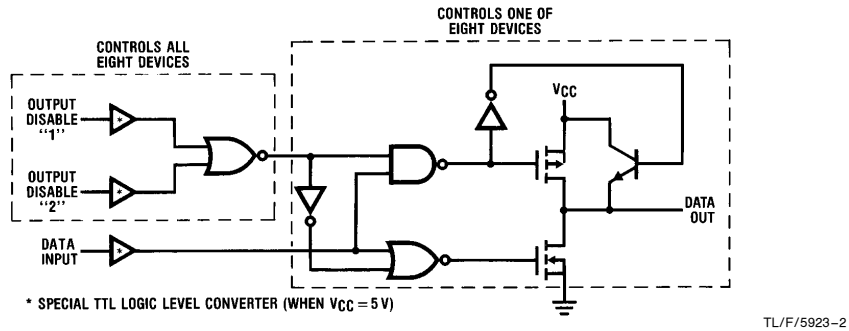 CONTROLS ONE OF
EIGHT DEVICES
CONTROLS ALL
EIGHT DEVICES
OUTPUT
DISABLE
“1”
*
OUTPUT
DISABLE
“2”
*
DATA
INPUT
*
VCC
DATA
OUT
* SPECIAL TTL LOGIC LEVEL CONVERTER (WHEN VCC = 5 V)
TL/F/5923–2